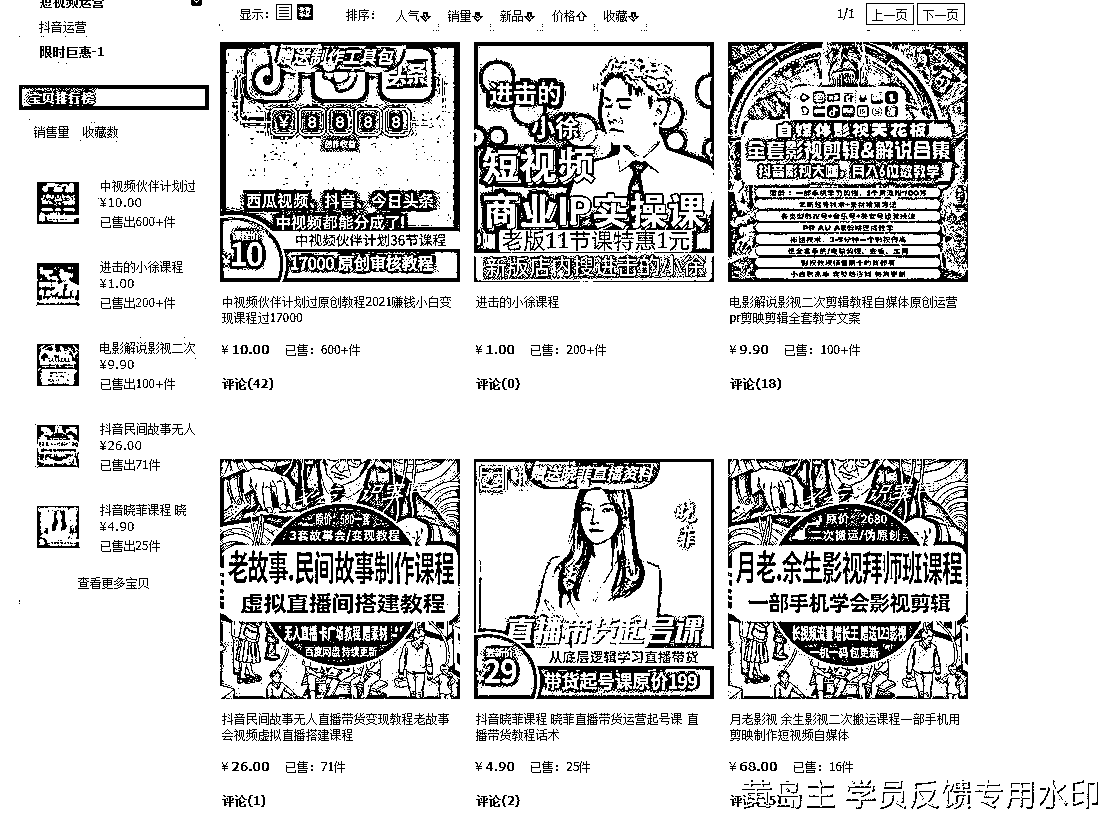 短视频运营
抖音运营
限时巨惠-1
宝贝排行榜
销售量 收藏数
中视频伙伴计划过
¥10.00
已售出600+件
进击的小徐课程
¥1.00
已售出200+件
电影解说影视二次
¥9.90
已售出100+件
抖音民间故事无人
¥26.00
已售出71件
抖音晓菲课程 晓
¥4.90
已售出25件
查看更多宝贝
显示: 排序: 人气 销量 新品 价格 收藏 1/1 上一页 下一页
赠送制作工具包
头条
¥8888
创作收益
西瓜视频、抖音、今日头条
中视频都能分成了!
10
中视频伙伴计划36节课程
17000原创审核教程
中视频伙伴计划过原创教程2021赚钱小白变
现课程过17000
¥ 10.00 已售：600+件
评论(42)
进击的
小徐
短视频
商业IP实操课
老版11节课特惠1元
新版店内搜进击的小徐
进击的小徐课程
¥ 1.00 已售：200+件
评论(0)
自媒体影视天花板
全套影视剪辑&解说合集
电影解说影视二次剪辑教程自媒体原创运营
pr剪映剪辑全套教学文案
¥ 9.90 已售：100+件
评论(18)
原价：580一套
3套故事会/变现教程
老故事.民间故事制作课程
虚拟直播间搭建教程
无人直播 卡广场教程 赠素材
百度网盘 持续更新
抖音民间故事无人直播带货变现教程老故事
会视频虚拟直播搭建课程
¥ 26.00 已售：71件
评论(1)
赠送晓菲直播资料
晓菲
直播带货起号课
29
从底层逻辑学习直播带货
带货起号课原价199
抖音晓菲课程 晓菲直播带货运营起号课 直
播带货教程话术
¥ 4.90 已售：25件
评论(2)
原价：2680
二次搬运/伪原创
月老.余生影视拜师班课程
一部手机学会影视剪辑
长视频流量增长王 赠送123影视
一机一码 包更新
月老影视 余生影视二次搬运课程一部手机用
剪映制作短视频自媒体
¥ 68.00 已售：16件
黄岛主 学员反馈专用水印